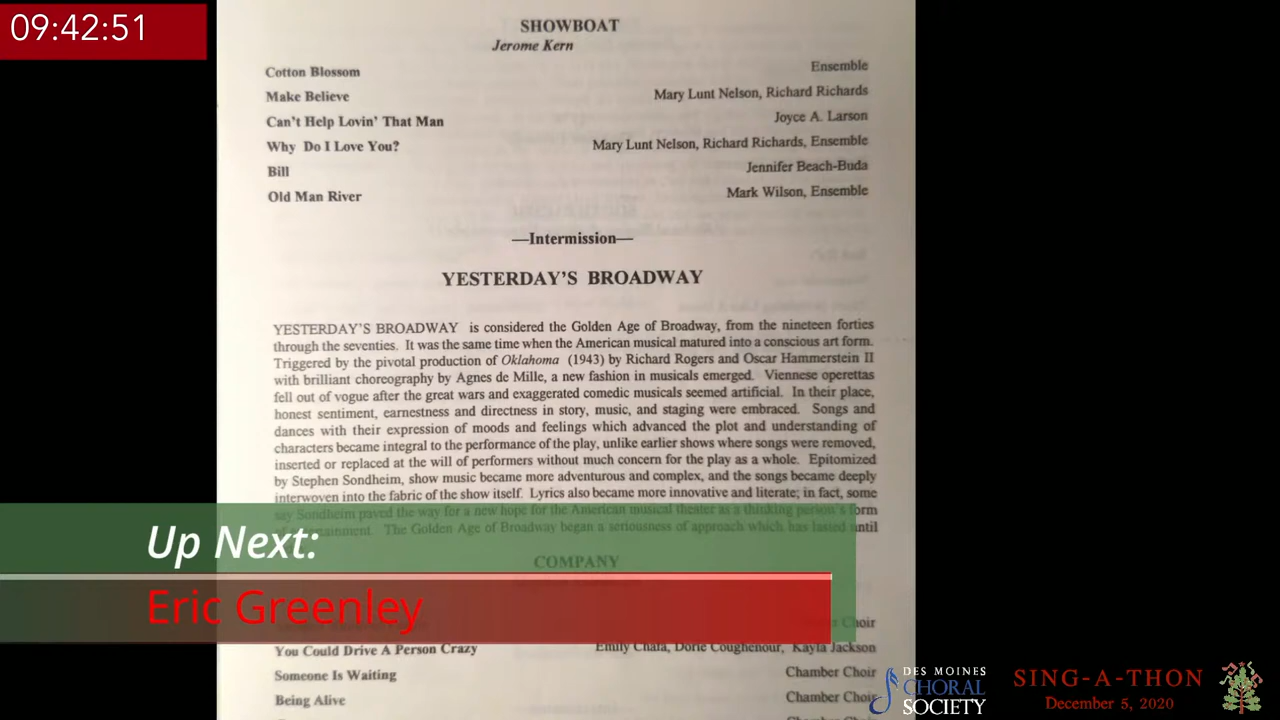 09:42:51
SHOWBOAT
Jerome Kern
Cotton Blossom Ensemble
Make Believe Mary Lunt Nelson, Richard Richards
Can't Help Lovin' That Man Joyce A. Larson
Why Do I Love You? Mary Lunt Nelson, Richard Richards, Ensemble
Bill Jennifer Beach-Buda
Old Man River Mark Wilson, Ensemble
—Intermission—
YESTERDAY'S BROADWAY
YESTERDAY'S BROADWAY is considered the Golden Age of Broadway, from the nineteen forties
through the seventies. It was the same time when the American musical matured into a conscious art form.
Triggered by the pivotal production of Oklahoma (1943) by Richard Rogers and Oscar Hammerstein II
with brilliant choreography by Agnes de Mille, a new fashion in musicals emerged. Viennese operettas
fell out of vogue after the great wars and exaggerated comedic musicals seemed artificial. In their place,
honest sentiment, earnestness and directness in story, music, and staging were embraced. Songs and
dances with their expression of moods and feelings which advanced the plot and understanding of
characters became integral to the performance of the play, unlike earlier shows where songs were removed,
inserted or replaced at the will of performers without much concern for the play as a whole. Epitomized
by Stephen Sondheim, show music became more adventurous and complex, and the songs became deeply
interwoven into the fabric of the show itself. Lyrics also became more innovative and literate; in fact, some
say Sondheim paved the way for a new hope for the American musical theater as a thinking person's form
The Golden Age of Broadway began a seriousness of approach which has lasted until
COMPANY
Up Next:
Eric Greenley
Choir
You Could Drive A Person Crazy Emily Chafa, Dorie Coughenour, Kayla Jackson
Someone Is Waiting Chamber Choir
Being Alive Chamber Choir
DES MOINES
CHORAL
SOCIETY
SING-A-THON
December 5, 2020